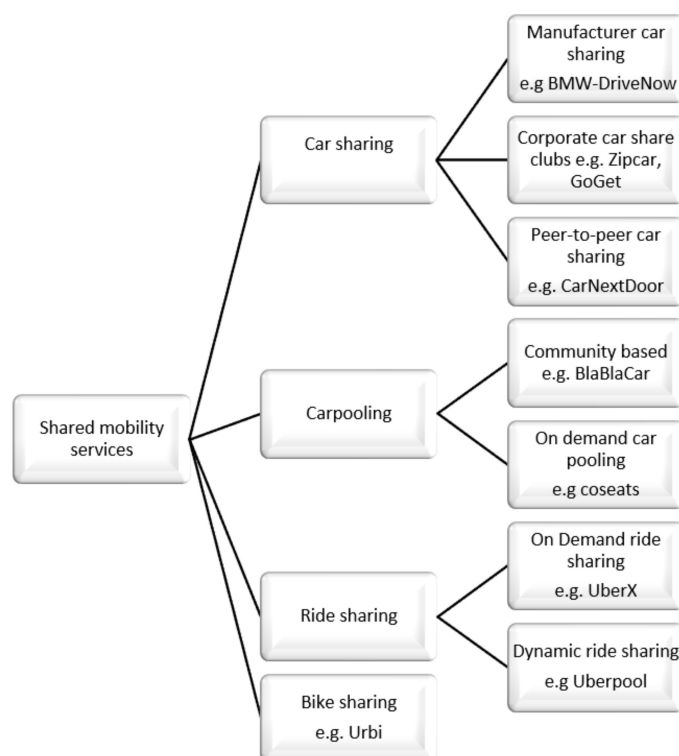 Shared mobility
services
Car sharing
Manufacturer car
sharing
e.g BMW-DriveNow
Corporate car share
clubs e.g. Zipcar,
GoGet
Peer-to-peer car
sharing
e.g. CarNextDoor
Carpooling
Community based
e.g. BlaBlaCar
On demand car
pooling
e.g coseats
Ride sharing
On Demand ride
sharing
e.g. UberX
Dynamic ride sharing
e.g Uberpool
Bike sharing
e.g. Urbi